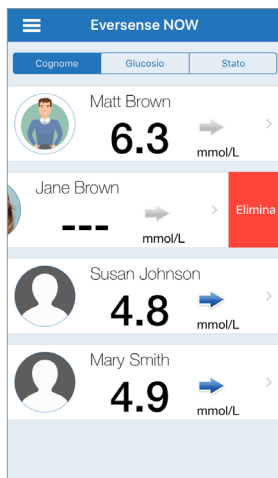 Eversense NOW
Cognome Glucosio Stato
Matt Brown
6.3
mmol/L
Jane Brown
---
mmol/L
Elimina
Susan Johnson
4.8
mmol/L
Mary Smith
4.9
mmol/L